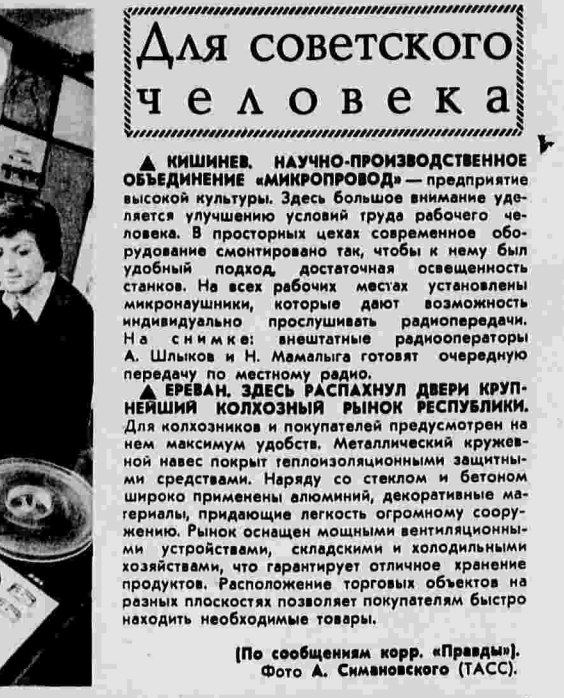 Для советского
человека
▲ КИШИНЕВ. НАУЧНО-ПРОИЗВОДСТВЕННОЕ
ОБЪЕДИНЕНИЕ «МИКРОПРОВОД» — предприятие
высокой культуры. Здесь большое внимание уде-
ляется улучшению условий труда рабочего че-
ловека. В просторных цехах современное обо-
рудование смонтировано так, чтобы к нему был
удобный подход, достаточная освещенность
станков. На всех рабочих местах установлены
микронаушники, которые дают возможность
индивидуально прослушивать радиопередачи.
На снимке: внештатные радиооператоры
А. Шлыков и Н. Мамалыга готовят очередную
передачу по местному радио.
▲ ЕРЕВАН. ЗДЕСЬ РАСПАХНУЛ ДВЕРИ КРУП-
НЕЙШИЙ КОЛХОЗНЫЙ РЫНОК РЕСПУБЛИКИ.
Для колхозников и покупателей предусмотрен на
нем максимум удобств. Металлический кружев-
ной навес покрыт теплоизоляционными защитны-
ми средствами. Наряду со стеклом и бетоном
широко применены алюминий, декоративные ма-
териалы, придающие легкость огромному соору-
жению. Рынок оснащен мощными вентиляционны-
ми устройствами, складскими и холодильными
хозяйствами, что гарантирует отличное хранение
продуктов. Расположение торговых объектов на
разных плоскостях позволяет покупателям быстро
находить необходимые товары.
(По сообщениям корр. «Правды»).
Фото А. Симановского (ТАСС).